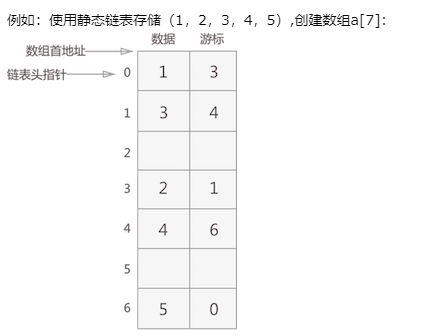 例如：使用静态链表存储（1，2，3，4，5）,创建数组a[7]：
数据 游标
数组首地址
链表头指针 0 1 3
1 3 4
2
3 2 1
4 4 6
5
6 5 0